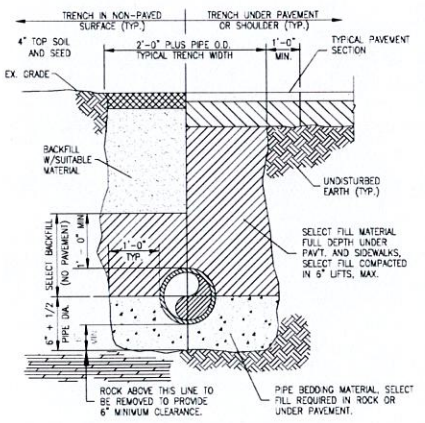 TRENCH IN NON-PAVED
SURFACE (TYP.)
TRENCH UNDER PAVEMENT
OR SHOULDER (TYP.)
4" TOP SOIL
AND SEED
2'-0" PLUS PIPE O.D.
TYPICAL TRENCH WIDTH
1'-0"
MIN.
TYPICAL PAVEMENT
SECTION
EX. GRADE
BACKFILL
W/SUITABLE
MATERIAL
UNDISTURBED
EARTH (TYP.)
SELECT BACKFILL
(NO PAVEMENT)
1'-0" MIN
1'-0"
TYP.
SELECT FILL MATERIAL
FULL DEPTH UNDER
PAVT. AND SIDEWALKS,
SELECT FILL COMPACTED
IN 6" LIFTS, MAX.
6" + 1/2
PIPE DIA.
MIN.
ROCK ABOVE THIS LINE TO
BE REMOVED TO PROVIDE
6" MINIMUM CLEARANCE.
PIPE BEDDING MATERIAL, SELECT
FILL REQUIRED IN ROCK OR
UNDER PAVEMENT.